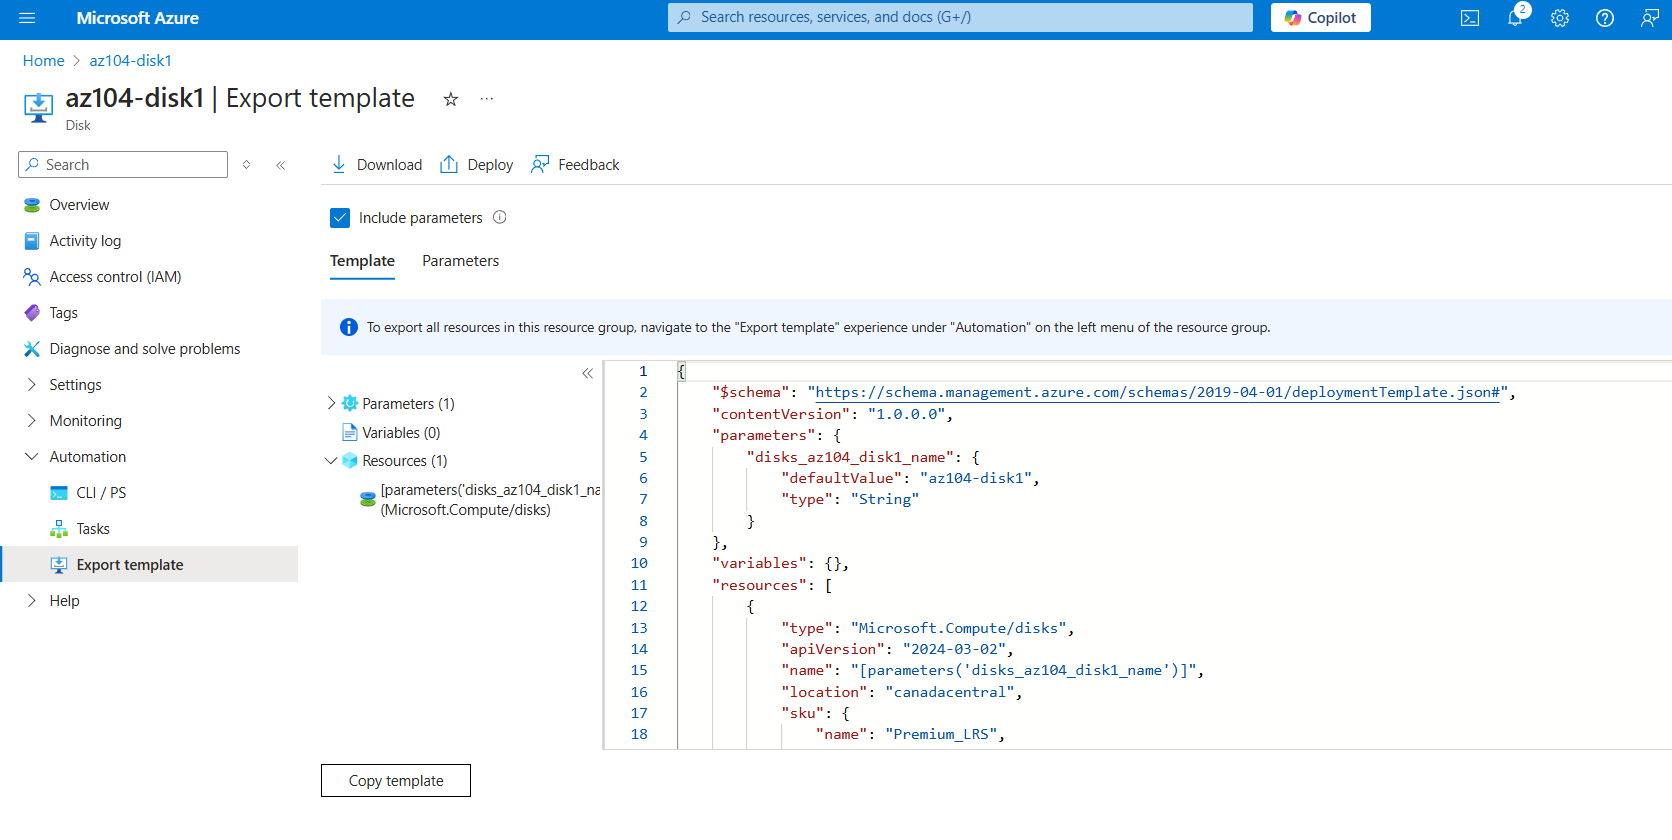 Microsoft Azure
Search resources, services, and docs (G+/)
Copilot
2
Home > az104-disk1
az104-disk1 | Export template
Disk
Search
Overview
Activity log
Access control (IAM)
Tags
Diagnose and solve problems
Settings
Monitoring
Automation
CLI / PS
Tasks
Export template
Help
Download Deploy Feedback
Include parameters
Template Parameters
To export all resources in this resource group, navigate to the "Export template" experience under "Automation" on the left menu of the resource group.
Parameters (1)
Variables (0)
Resources (1)
[parameters('disks_az104_disk1_na
(Microsoft.Compute/disks)
1 {
2 "$schema": "https://schema.management.azure.com/schemas/2019-04-01/deploymentTemplate.json#",
3 "contentVersion": "1.0.0.0",
4 "parameters": {
5 "disks_az104_disk1_name": {
6 "defaultValue": "az104-disk1",
7 "type": "String"
8 }
9 },
10 "variables": {},
11 "resources": [
12 {
13 "type": "Microsoft.Compute/disks",
14 "apiVersion": "2024-03-02",
15 "name": "[parameters('disks_az104_disk1_name')]",
16 "location": "canadacentral",
17 "sku": {
18 "name": "Premium_LRS",
Copy template